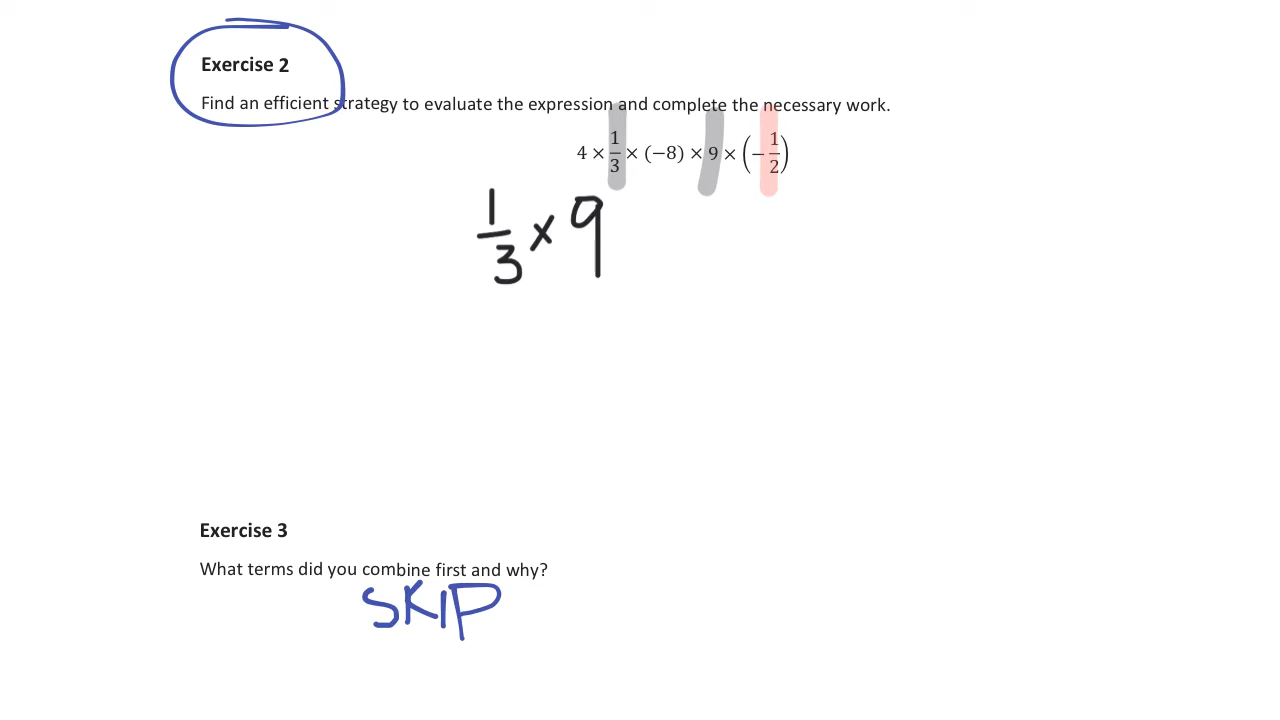 Exercise 2
Find an efficient strategy to evaluate the expression and complete the necessary work.
4 × 1/3 × (−8) × 9 × (−1/2)
1/3 × 9
Exercise 3
What terms did you combine first and why?
SKIP